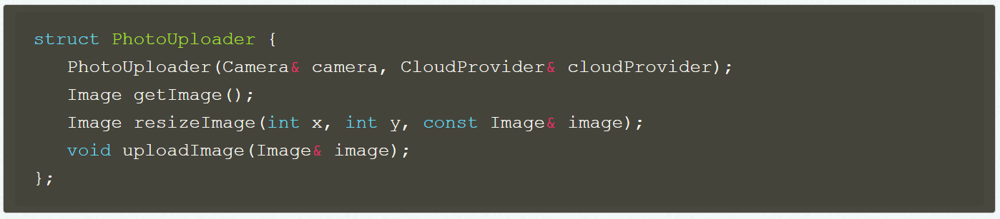 struct PhotoUploader {
PhotoUploader(Camera& camera, CloudProvider& cloudProvider);
Image getImage();
Image resizeImage(int x, int y, const Image& image);
void uploadImage(Image& image);
};